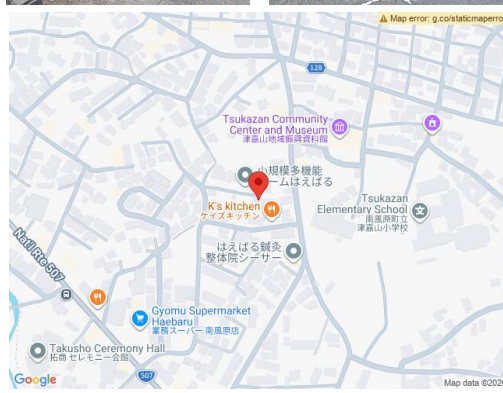 Map error: g.co/staticmaperro
128
Tsukazan Community
Center and Museum
津嘉山地域振興資料館
小規模多機能
ームはえばる
K's kitchen
ケイズキッチン
Tsukazan
Elementary School
南風原町立
津嘉山小学校
はえばる鍼灸
整体院シーサー
Nat'l Rte 507
Gyomu Supermarket
Haebaru
業務スーパー 南風原店
Takusho Ceremony Hall
拓商 セレモニー会館
507
Google
Map data ©2026